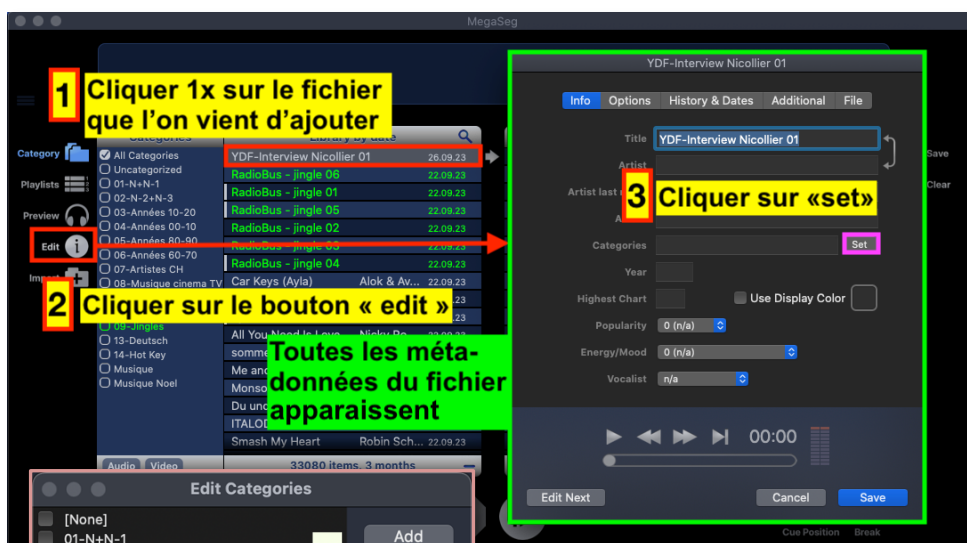 MegaSeg
YDF-Interview Nicollier 01
1 Cliquer 1x sur le fichier
que l'on vient d'ajouter
Info Options History & Dates Additional File
Library by date
Category
All Categories
Uncategorized
01-N+N-1
02-N-2+N-3
03-Années 10-20
04-Années 00-10
05-Années 80-90
06-Années 60-70
07-Artistes CH
08-Musique cinema TV
09-Jingles
13-Deutsch
14-Hot Key
Musique
Musique Noel
Playlists
Preview
Edit
YDF-Interview Nicollier 01 26.09.23
RadioBus - jingle 06 22.09.23
RadioBus - jingle 01 22.09.23
RadioBus - jingle 05 22.09.23
RadioBus - jingle 02 22.09.23
RadioBus - jingle 03 22.09.23
RadioBus - jingle 04 22.09.23
Car Keys (Ayla) Alok & Av... 22.09.23
2 Cliquer sur le bouton « edit »
All You Need Is Love
Smash My Heart Robin Sch... 22.09.23
Toutes les méta-
données du fichier
apparaissent
Audio Video
33080 items, 3 months
Title YDF-Interview Nicollier 01
Artist
3 Cliquer sur «set»
Categories Set
Year
Highest Chart Use Display Color
Popularity 0 (n/a)
Energy/Mood 0 (n/a)
Vocalist n/a
00:00
Edit Next Cancel Save
Save
Clear
Cue Position Break
Edit Categories
[None]
01-N+N-1
Add